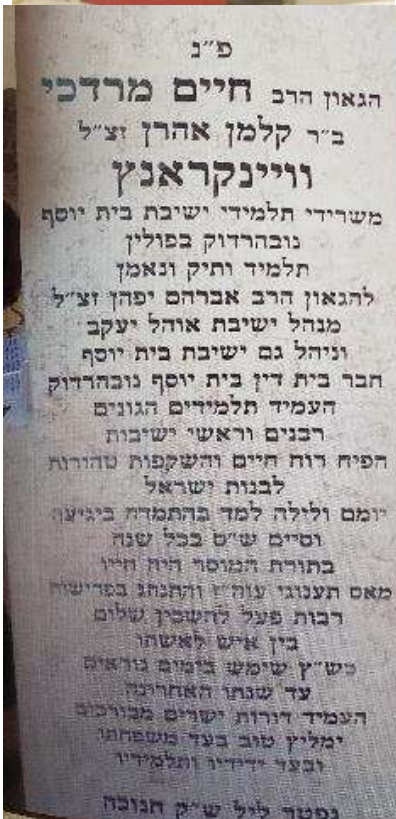 פ״נ
הגאון הרב חיים מרדכי
ב״ר קלמן אהרן זצ״ל
וויינקראנץ
משרידי תלמידי ישיבת בית יוסף
נובהרדוק בפולין
תלמיד ותיק ונאמן
להגאון הרב אברהם יפהן זצ״ל
מנהל ישיבת אוהל יעקב
וניהל גם ישיבת בית יוסף
חבר בית דין בית יוסף נובהרדוק
העמיד תלמידים הגונים
רבנים וראשי ישיבות
הפיח רוח חיים והשקפות טהורות
לבנות ישראל
יומם ולילה למד בהתמדה ביגיעה
וסיים ש״ס בכל שנה
בתורת המוסר היה חייו
מאס תענוגי עוה״ז והתנהג בפרישות
רבות פעל להשכין שלום
בין איש לאשתו
כש״ץ שימש בימים נוראים
עד שנתו האחרונה
העמיד דורות ישרים מבורכים
ימליץ טוב בעד משפחתו
ובעד ידידיו ותלמידיו
נפטר ליל ש״ק חנוכה